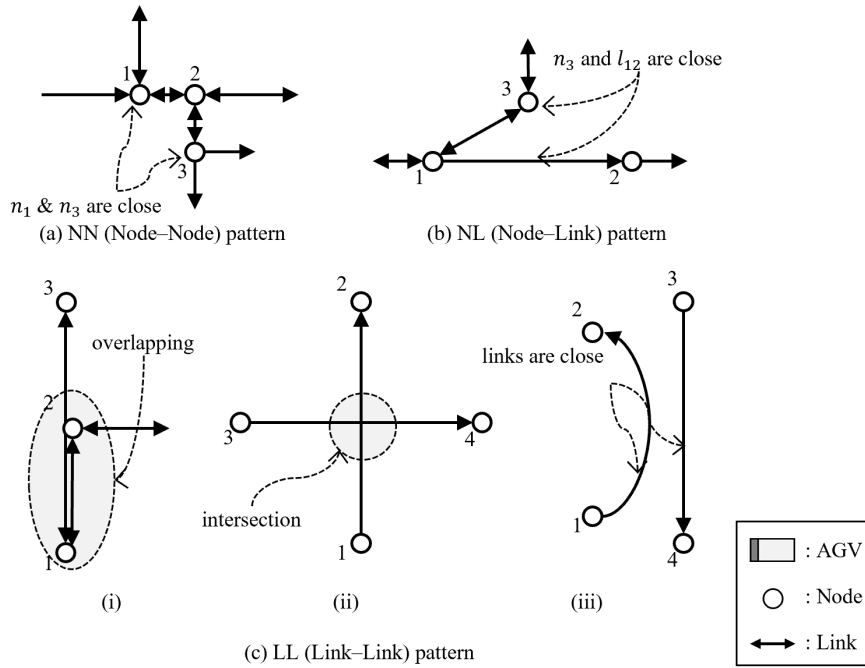 1
2
3
n₁ & n₃ are close
(a) NN (Node–Node) pattern
n₃ and l₁₂ are close
3
1
2
(b) NL (Node–Link) pattern
3
overlapping
2
1
(i)
2
3
4
intersection
1
(ii)
3
2
links are close
1
4
(iii)
(c) LL (Link–Link) pattern
: AGV
: Node
: Link